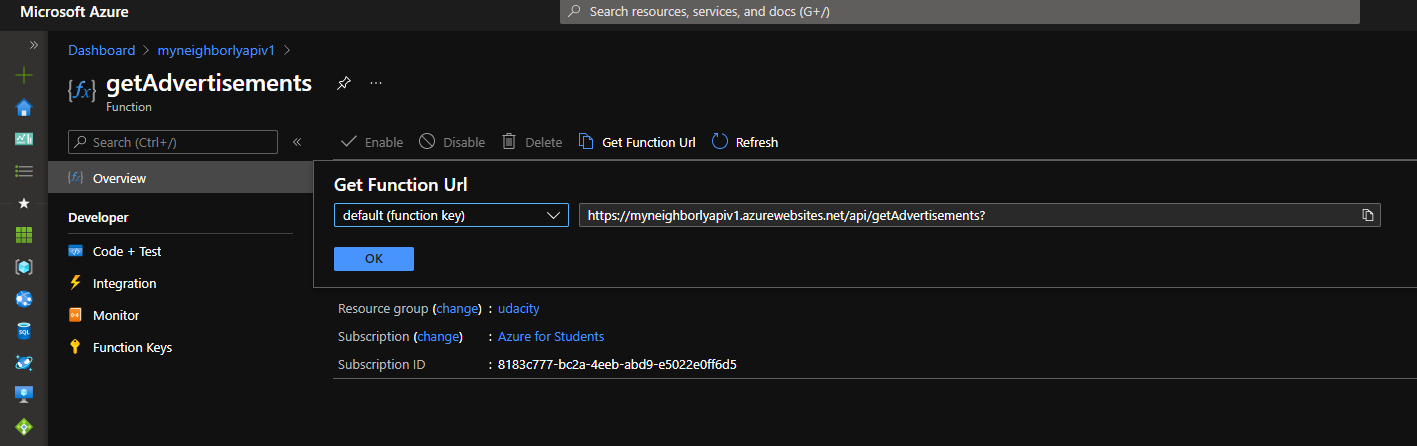 Microsoft Azure
Search resources, services, and docs (G+/)
Dashboard > myneighborlyapiv1 >
getAdvertisements
Function
Search (Ctrl+/)
Enable Disable Delete Get Function Url Refresh
Overview
Developer
Code + Test
Integration
Monitor
Function Keys
Get Function Url
default (function key) https://myneighborlyapiv1.azurewebsites.net/api/getAdvertisements?
OK
Resource group (change) : udacity
Subscription (change) : Azure for Students
Subscription ID : 8183c777-bc2a-4eeb-abd9-e5022e0ff6d5